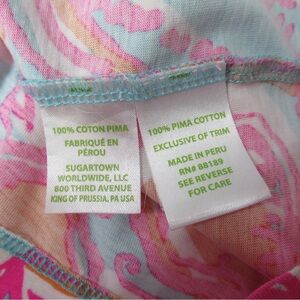 100% COTON PIMA
FABRIQUÉ EN
PÉROU
SUGARTOWN
WORLDWIDE, LLC
800 THIRD AVENUE
KING OF PRUSSIA, PA USA
100% PIMA COTTON
EXCLUSIVE OF TRIM
MADE IN PERU
RN# 88189
SEE REVERSE
FOR CARE